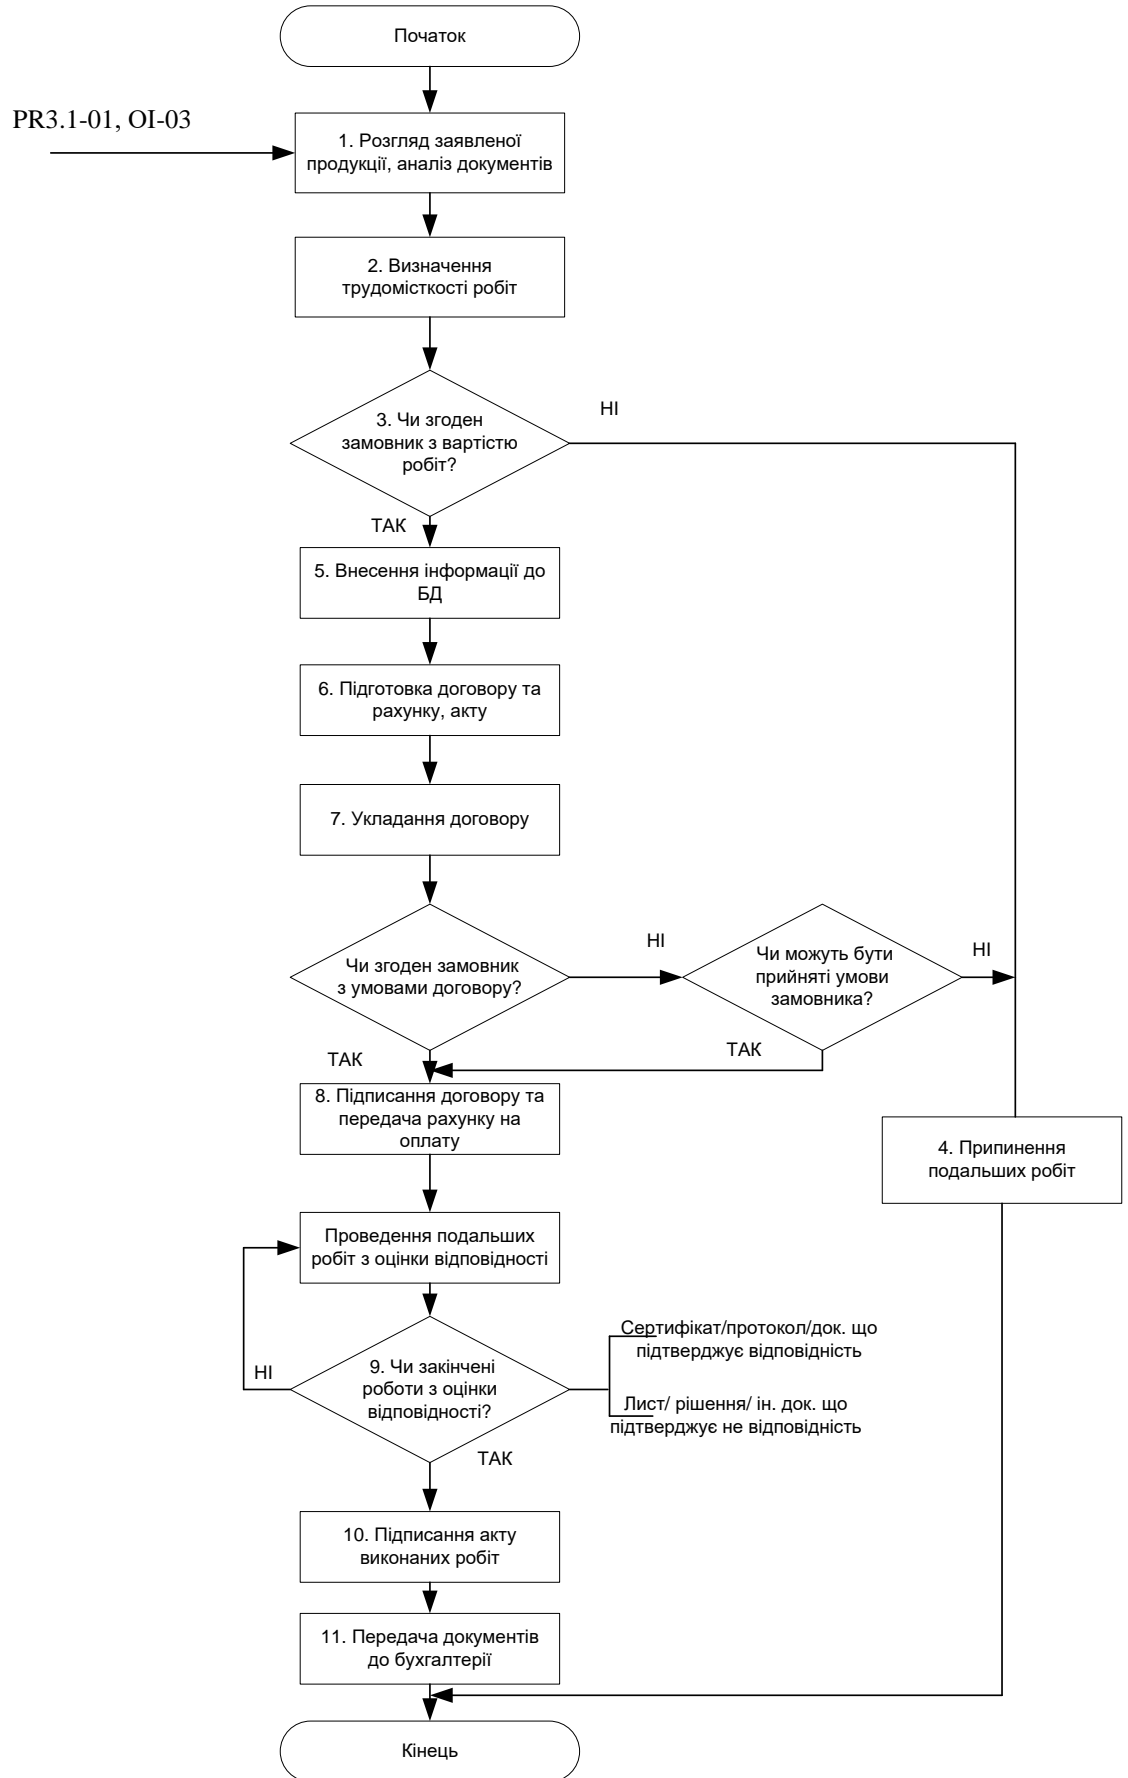 Початок
PR3.1-01, OI-03
1. Розгляд заявленої
продукції, аналіз документів
2. Визначення
трудомісткості робіт
3. Чи згоден
замовник з вартістю
робіт?
НІ
ТАК
5. Внесення інформації до
БД
6. Підготовка договору та
рахунку, акту
7. Укладання договору
Чи згоден замовник
з умовами договору?
НІ
Чи можуть бути
прийняті умови
замовника?
НІ
ТАК
ТАК
8. Підписання договору та
передача рахунку на
оплату
4. Припинення
подальших робіт
Проведення подальших
робіт з оцінки відповідності
9. Чи закінчені
роботи з оцінки
відповідності?
НІ
Сертифікат/протокол/док. що
підтверджує відповідність
Лист/ рішення/ ін. док. що
підтверджує не відповідність
ТАК
10. Підписання акту
виконаних робіт
11. Передача документів
до бухгалтерії
Кінець